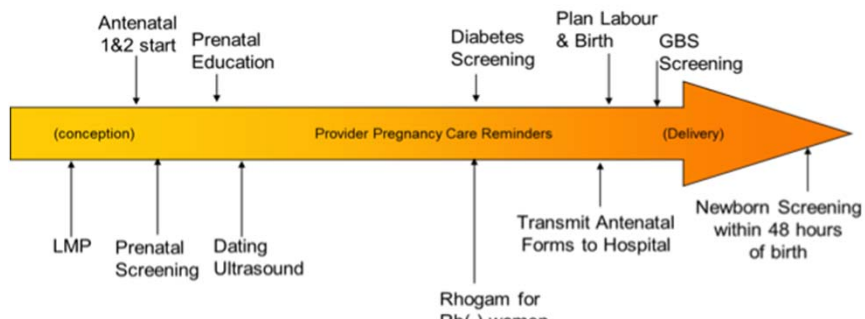 Antenatal
1&2 start
Prenatal
Education
Diabetes
Screening
Plan Labour
& Birth
GBS
Screening
(conception)
Provider Pregnancy Care Reminders
(Delivery)
LMP
Prenatal
Screening
Dating
Ultrasound
Rhogam for
Rh(-) women
Transmit Antenatal
Forms to Hospital
Newborn Screening
within 48 hours
of birth